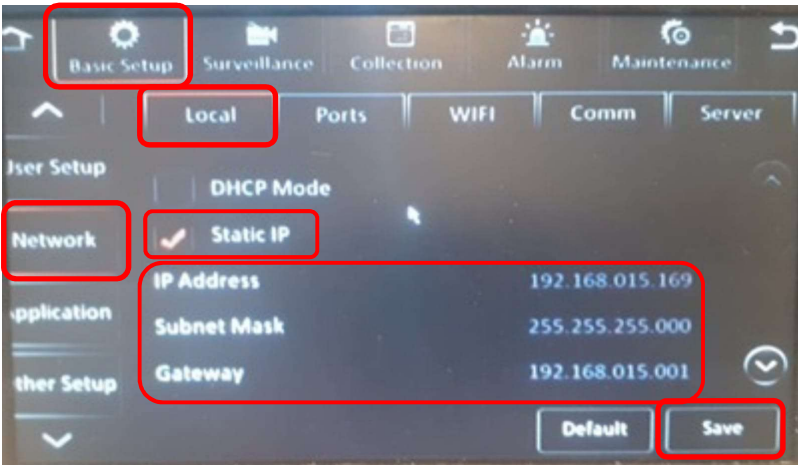 Basic Setup Surveillance Collection Alarm Maintenance
Local Ports WIFI Comm Server
User Setup
DHCP Mode
Network
Static IP
IP Address 192.168.015.169
pplication
Subnet Mask 255.255.255.000
Gateway 192.168.015.001
ther Setup
Default Save